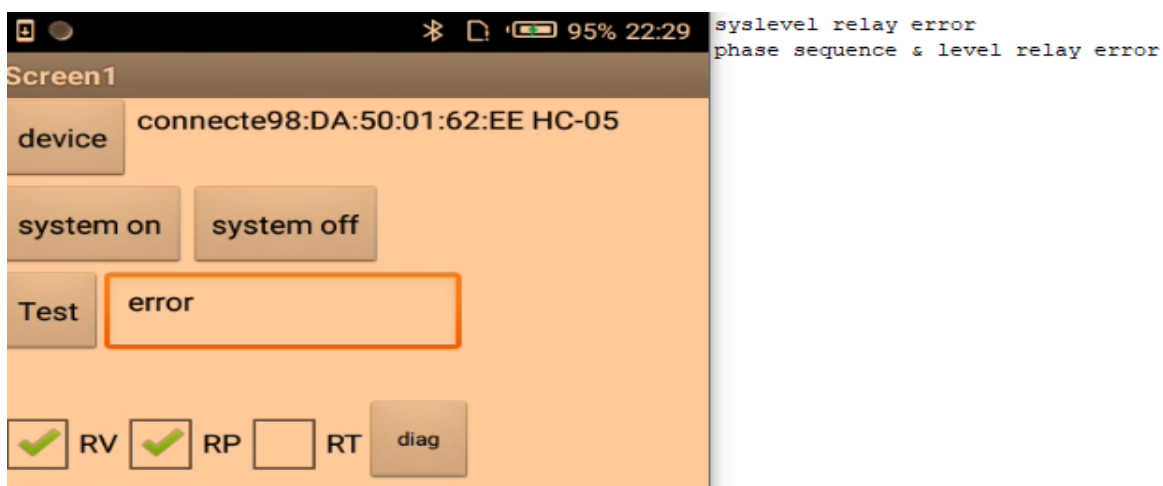 95% 22:29
Screen1
device
connecte98:DA:50:01:62:EE HC-05
system on
system off
Test
error
RV
RP
RT
diag
syslevel relay error
phase sequence & level relay error